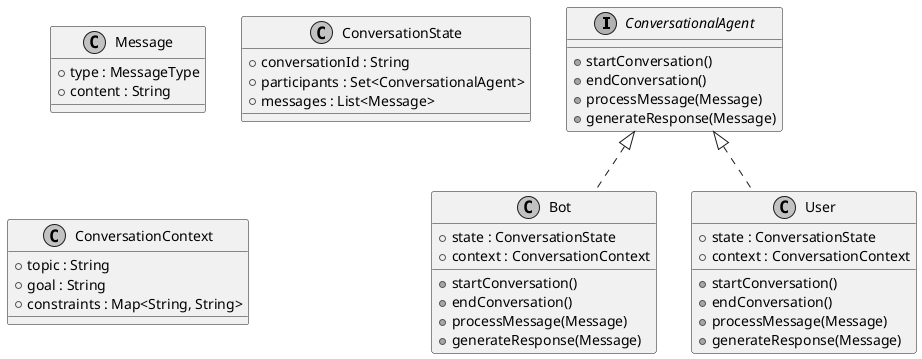 C Message
type : MessageType
content : String
C ConversationState
conversationId : String
participants : Set<ConversationalAgent>
messages : List<Message>
I ConversationalAgent
startConversation()
endConversation()
processMessage(Message)
generateResponse(Message)
C ConversationContext
topic : String
goal : String
constraints : Map<String, String>
C Bot
state : ConversationState
context : ConversationContext
startConversation()
endConversation()
processMessage(Message)
generateResponse(Message)
C User
state : ConversationState
context : ConversationContext
startConversation()
endConversation()
processMessage(Message)
generateResponse(Message)